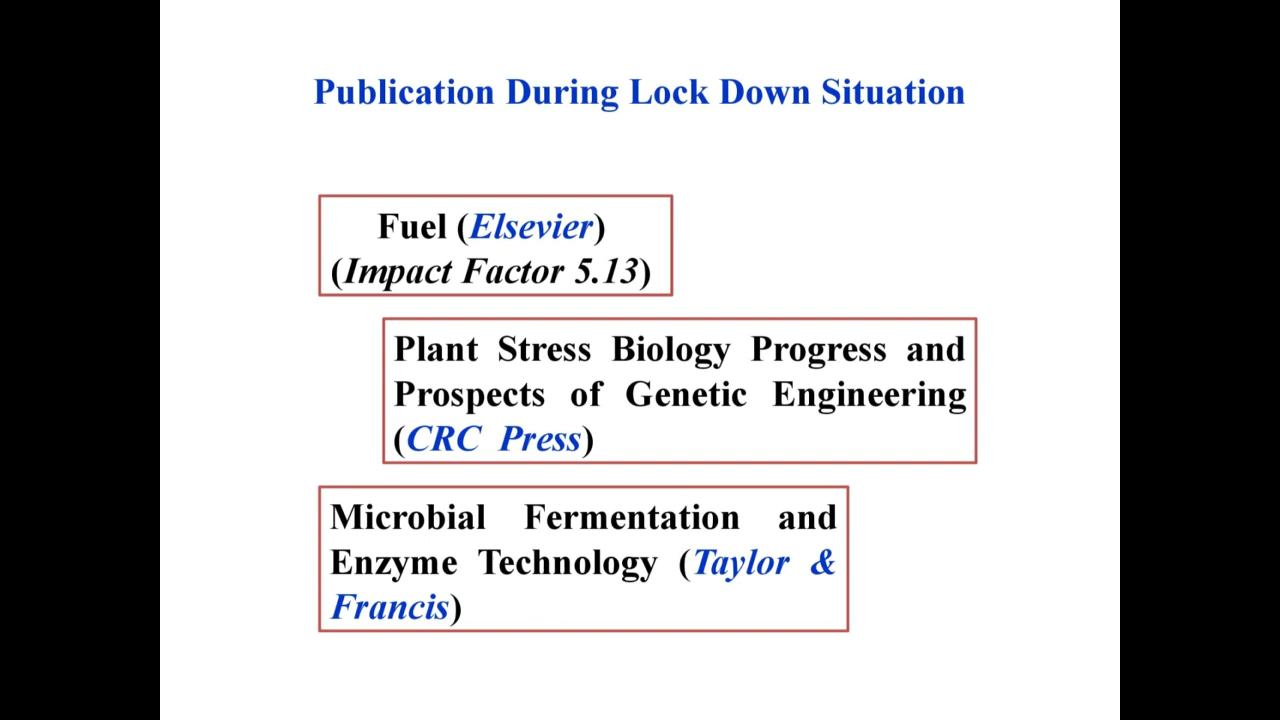 Publication During Lock Down Situation
Fuel (Elsevier)
(Impact Factor 5.13)
Plant Stress Biology Progress and
Prospects of Genetic Engineering
(CRC Press)
Microbial Fermentation and
Enzyme Technology (Taylor &
Francis)